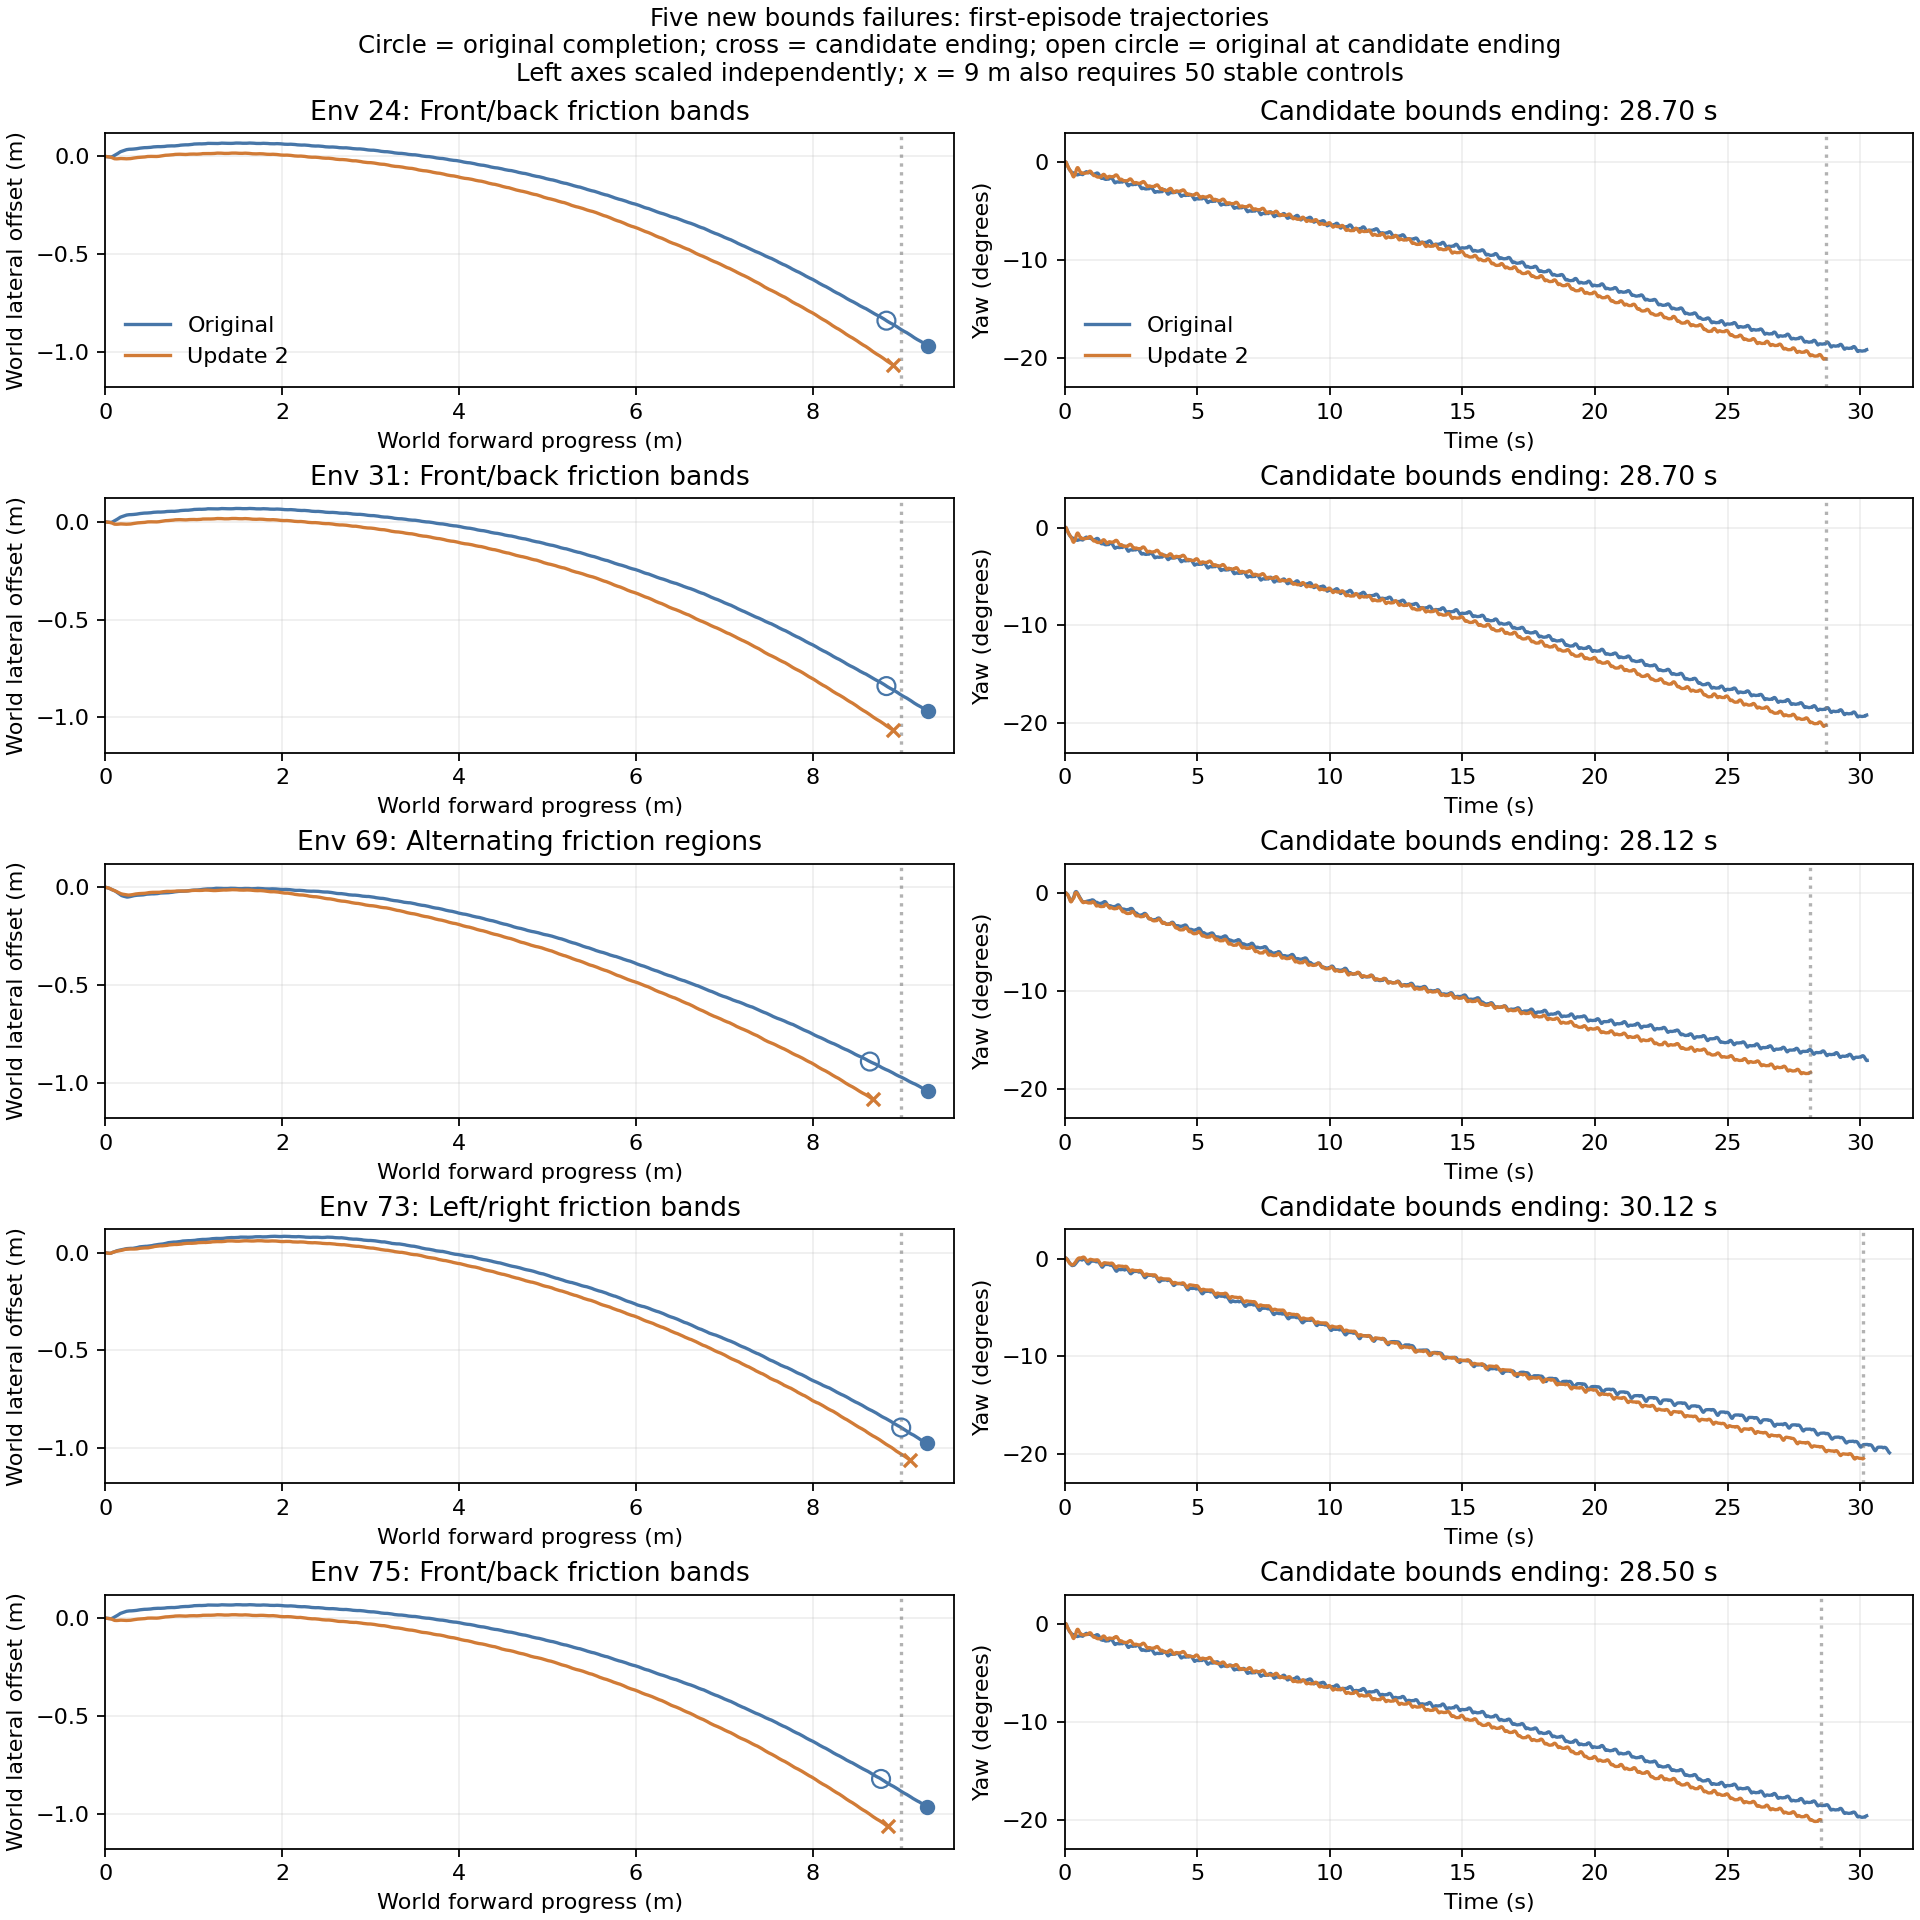 Five new bounds failures: first-episode trajectories
Circle = original completion; cross = candidate ending; open circle = original at candidate ending
Left axes scaled independently; x = 9 m also requires 50 stable controls
Env 24: Front/back friction bands
World lateral offset (m)
0.0
−0.5
−1.0
Original
Update 2
0 2 4 6 8
World forward progress (m)
Candidate bounds ending: 28.70 s
Yaw (degrees)
0
−10
−20
Original
Update 2
0 5 10 15 20 25 30
Time (s)
Env 31: Front/back friction bands
World lateral offset (m)
0.0
−0.5
−1.0
0 2 4 6 8
World forward progress (m)
Candidate bounds ending: 28.70 s
Yaw (degrees)
0
−10
−20
0 5 10 15 20 25 30
Time (s)
Env 69: Alternating friction regions
World lateral offset (m)
0.0
−0.5
−1.0
0 2 4 6 8
World forward progress (m)
Candidate bounds ending: 28.12 s
Yaw (degrees)
0
−10
−20
0 5 10 15 20 25 30
Time (s)
Env 73: Left/right friction bands
World lateral offset (m)
0.0
−0.5
−1.0
0 2 4 6 8
World forward progress (m)
Candidate bounds ending: 30.12 s
Yaw (degrees)
0
−10
−20
0 5 10 15 20 25 30
Time (s)
Env 75: Front/back friction bands
World lateral offset (m)
0.0
−0.5
−1.0
0 2 4 6 8
World forward progress (m)
Candidate bounds ending: 28.50 s
Yaw (degrees)
0
−10
−20
0 5 10 15 20 25 30
Time (s)